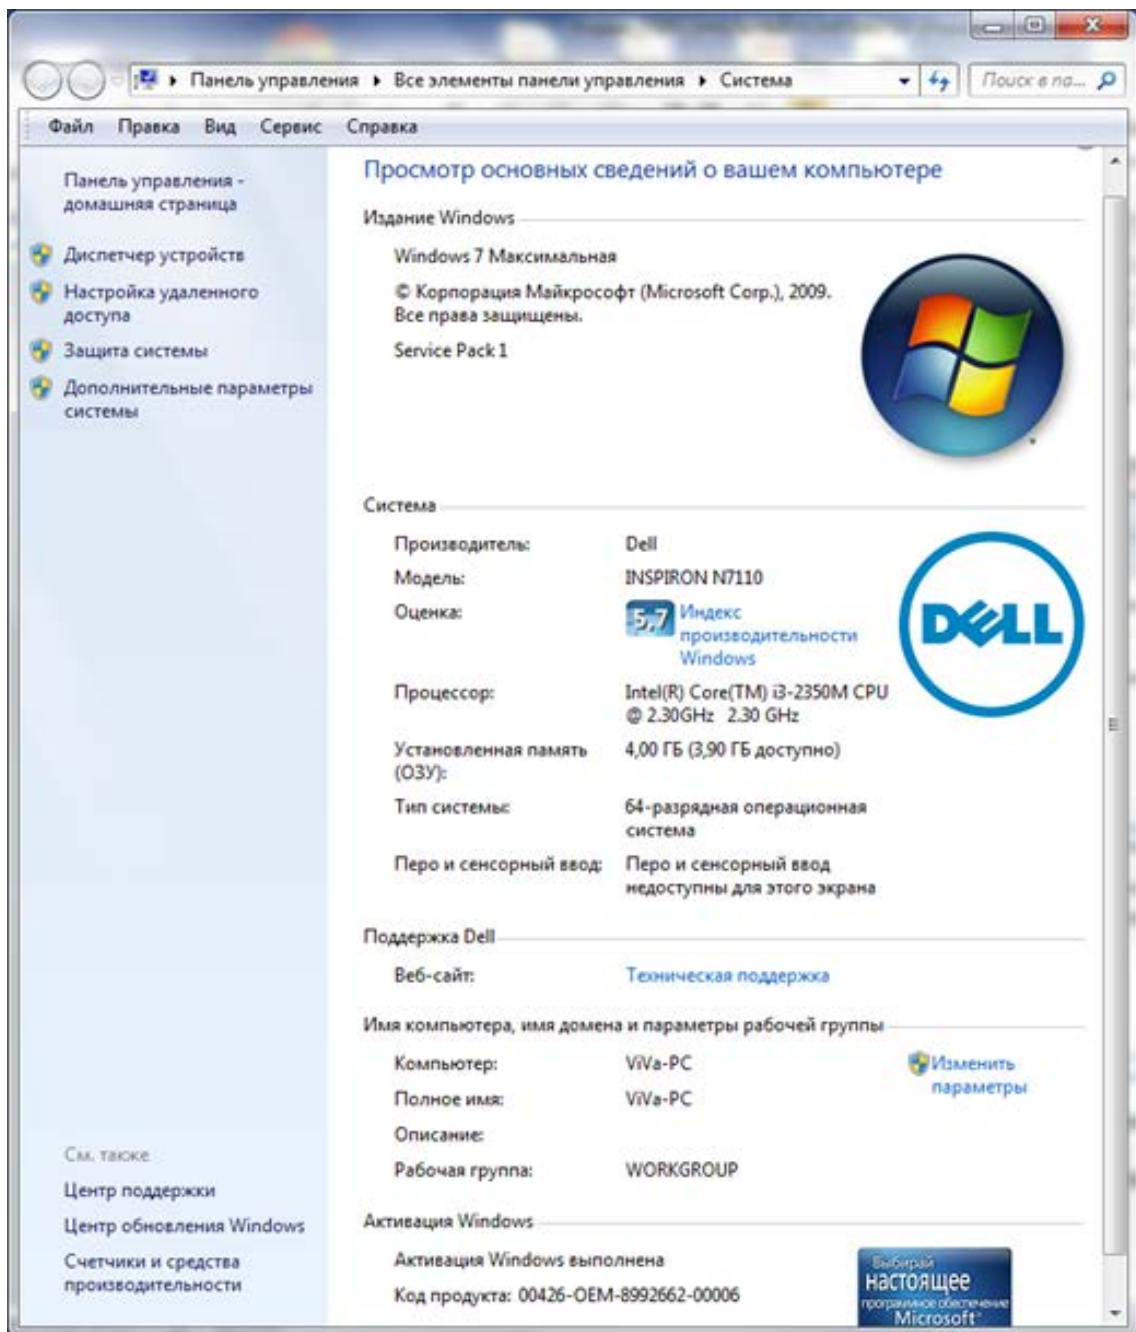 Панель управления ▸ Все элементы панели управления ▸ Система
Поиск в па...
Файл Правка Вид Сервис Справка
Панель управления -
домашняя страница
Диспетчер устройств
Настройка удаленного
доступа
Защита системы
Дополнительные параметры
системы
См. также
Центр поддержки
Центр обновления Windows
Счетчики и средства
производительности
Просмотр основных сведений о вашем компьютере
Издание Windows
Windows 7 Максимальная
© Корпорация Майкрософт (Microsoft Corp.), 2009.
Все права защищены.
Service Pack 1
Система
Производитель: Dell
Модель: INSPIRON N7110
Оценка: 5,7 Индекс
производительности
Windows
DELL
Процессор: Intel(R) Core(TM) i3-2350M CPU
@ 2.30GHz 2.30 GHz
Установленная память 4,00 ГБ (3,90 ГБ доступно)
(ОЗУ):
Тип системы: 64-разрядная операционная
система
Перо и сенсорный ввод: Перо и сенсорный ввод
недоступны для этого экрана
Поддержка Dell
Веб-сайт: Техническая поддержка
Имя компьютера, имя домена и параметры рабочей группы
Компьютер: ViVa-PC Изменить
параметры
Полное имя: ViVa-PC
Описание:
Рабочая группа: WORKGROUP
Активация Windows
Активация Windows выполнена
Код продукта: 00426-OEM-8992662-00006
Выбирай
настоящее
программное обеспечение
Microsoft